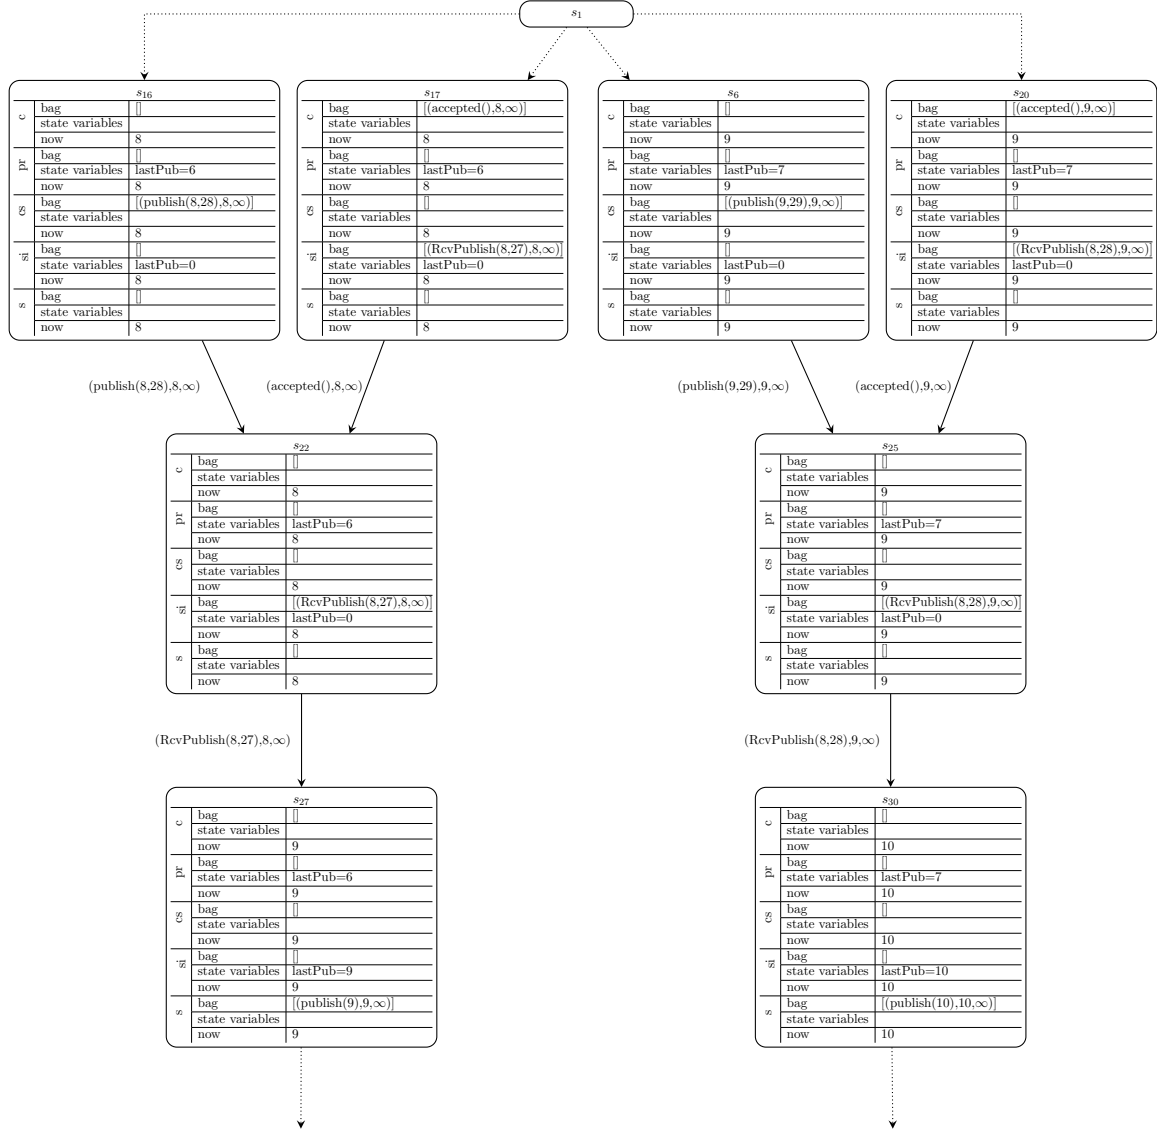 s1
s16
c
bag []
state variables
now 8
pr
bag []
state variables lastPub=6
now 8
cs
bag [(publish(8,28),8,∞)]
state variables
now 8
si
bag []
state variables lastPub=0
now 8
s
bag []
state variables
now 8
s17
c
bag [(accepted(),8,∞)]
state variables
now 8
pr
bag []
state variables lastPub=6
now 8
cs
bag []
state variables
now 8
si
bag [(RcvPublish(8,27),8,∞)]
state variables lastPub=0
now 8
s
bag []
state variables
now 8
s6
c
bag []
state variables
now 9
pr
bag []
state variables lastPub=7
now 9
cs
bag [(publish(9,29),9,∞)]
state variables
now 9
si
bag []
state variables lastPub=0
now 9
s
bag []
state variables
now 9
s20
c
bag [(accepted(),9,∞)]
state variables
now 9
pr
bag []
state variables lastPub=7
now 9
cs
bag []
state variables
now 9
si
bag [(RcvPublish(8,28),9,∞)]
state variables lastPub=0
now 9
s
bag []
state variables
now 9
(publish(8,28),8,∞)
(accepted(),8,∞)
(publish(9,29),9,∞)
(accepted(),9,∞)
s22
c
bag []
state variables
now 8
pr
bag []
state variables lastPub=6
now 8
cs
bag []
state variables
now 8
si
bag [(RcvPublish(8,27),8,∞)]
state variables lastPub=0
now 8
s
bag []
state variables
now 8
s25
c
bag []
state variables
now 9
pr
bag []
state variables lastPub=7
now 9
cs
bag []
state variables
now 9
si
bag [(RcvPublish(8,28),9,∞)]
state variables lastPub=0
now 9
s
bag []
state variables
now 9
(RcvPublish(8,27),8,∞)
(RcvPublish(8,28),9,∞)
s27
c
bag []
state variables
now 9
pr
bag []
state variables lastPub=6
now 9
cs
bag []
state variables
now 9
si
bag []
state variables lastPub=9
now 9
s
bag [(publish(9),9,∞)]
state variables
now 9
s30
c
bag []
state variables
now 10
pr
bag []
state variables lastPub=7
now 10
cs
bag []
state variables
now 10
si
bag []
state variables lastPub=10
now 10
s
bag [(publish(10),10,∞)]
state variables
now 10